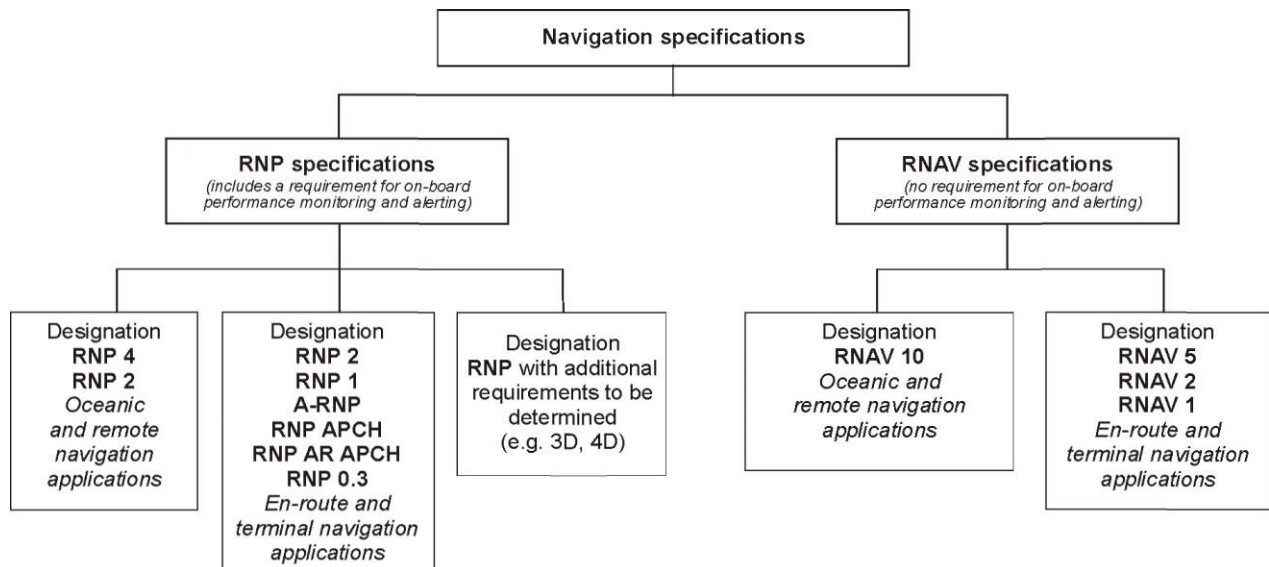 Navigation specifications
RNP specifications
(includes a requirement for on-board
performance monitoring and alerting)
RNAV specifications
(no requirement for on-board
performance monitoring and alerting)
Designation
RNP 4
RNP 2
Oceanic
and remote
navigation
applications
Designation
RNP 2
RNP 1
A-RNP
RNP APCH
RNP AR APCH
RNP 0.3
En-route and
terminal navigation
applications
Designation
RNP with additional
requirements to be
determined
(e.g. 3D, 4D)
Designation
RNAV 10
Oceanic and
remote navigation
applications
Designation
RNAV 5
RNAV 2
RNAV 1
En-route and
terminal navigation
applications